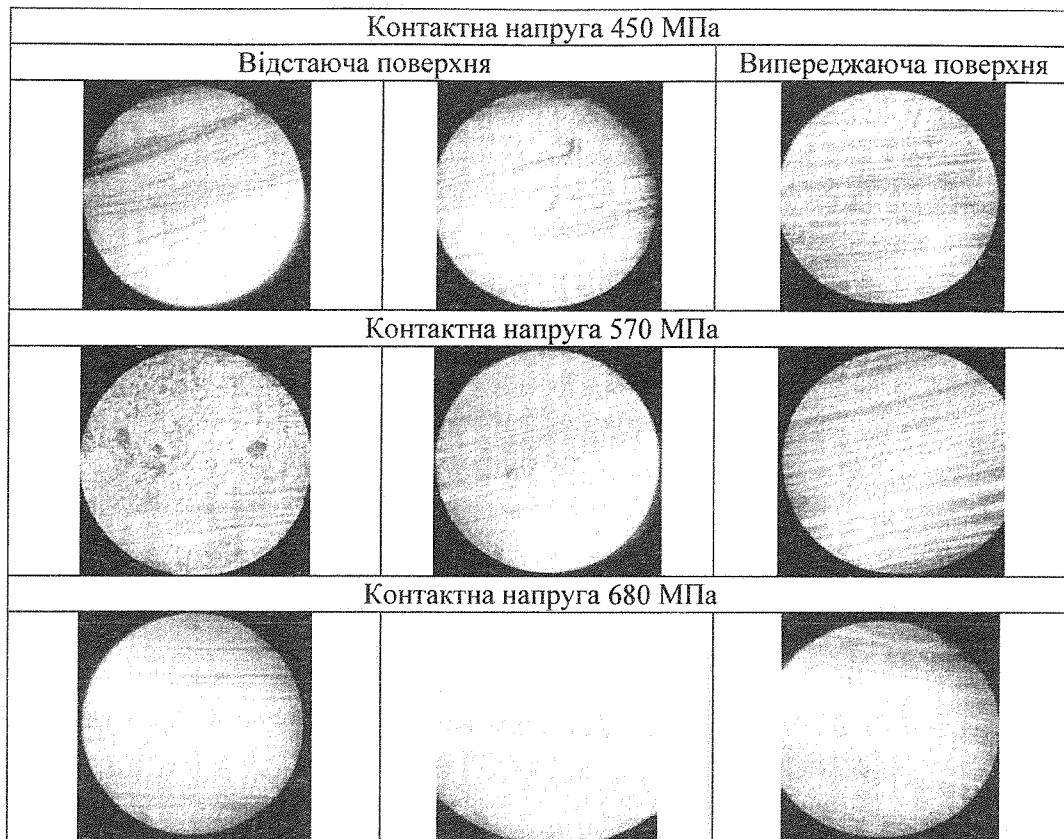 Контактна напруга 450 МПа
Відстаюча поверхня
Випереджаюча поверхня
Контактна напруга 570 МПа
Контактна напруга 680 МПа